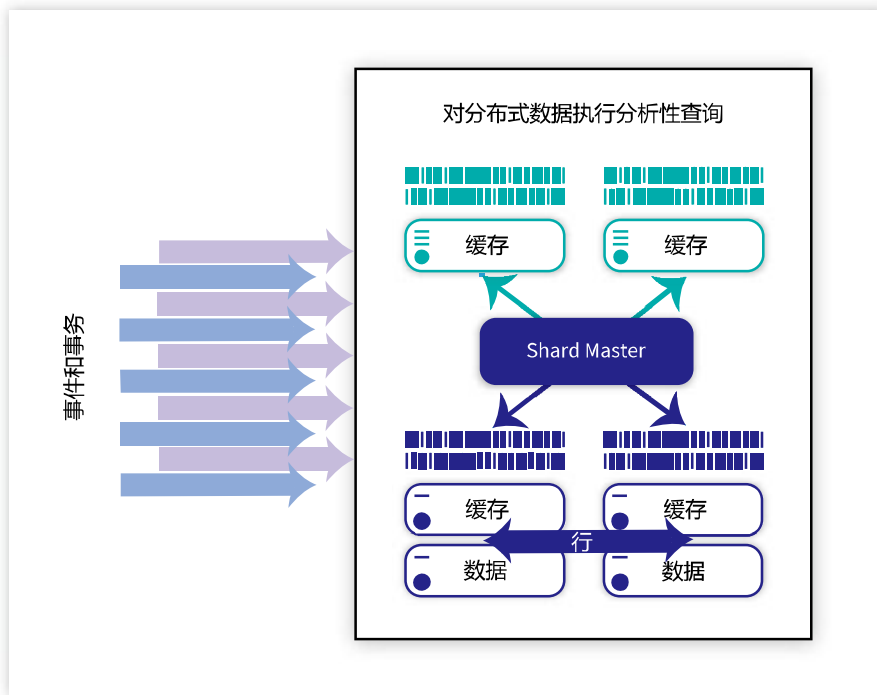 对分布式数据执行分析性查询
缓存
缓存
事件和事务
Shard Master
缓存
缓存
行
数据
数据